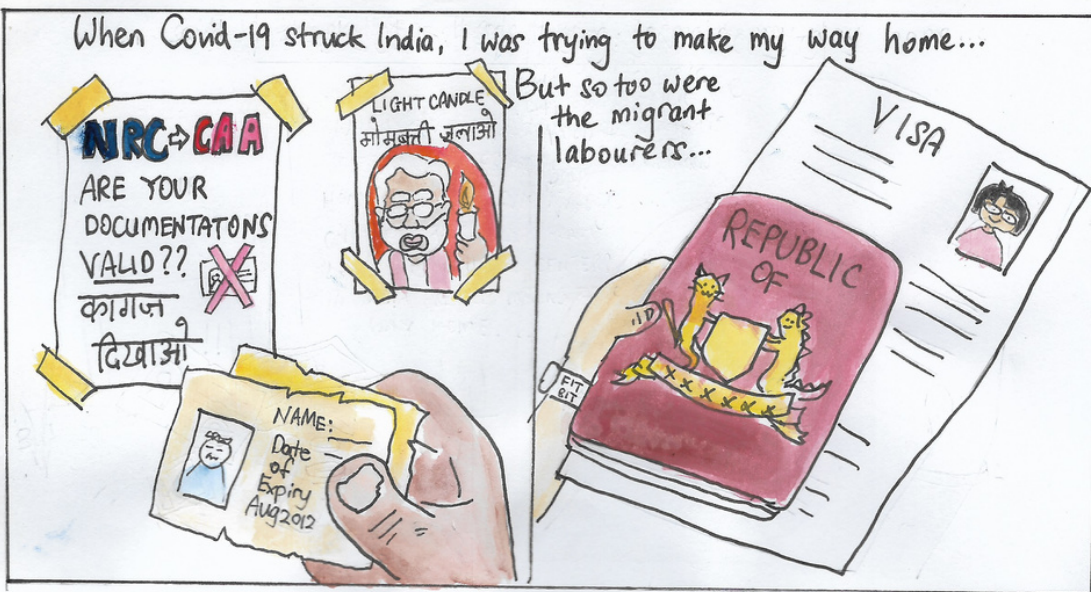 When Covid-19 struck India, I was trying to make my way home...
NRC⇨CAA
ARE YOUR
DOCUMENTATONS
VALID??
कागज
दिखाओ
LIGHT CANDLE
मोमबत्ती जलाओ
But so too were
the migrant
labourers...
NAME:
Date
of
Expiry
Aug2012
VISA
REPUBLIC
OF
x x x x x x
FIT
BIT